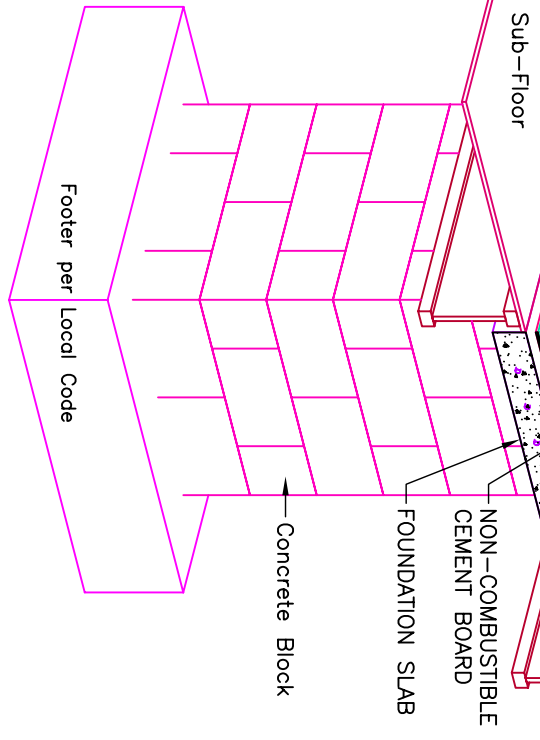 Sub-Floor
NON-COMBUSTIBLE
CEMENT BOARD
FOUNDATION SLAB
Concrete Block
Footer per Local Code